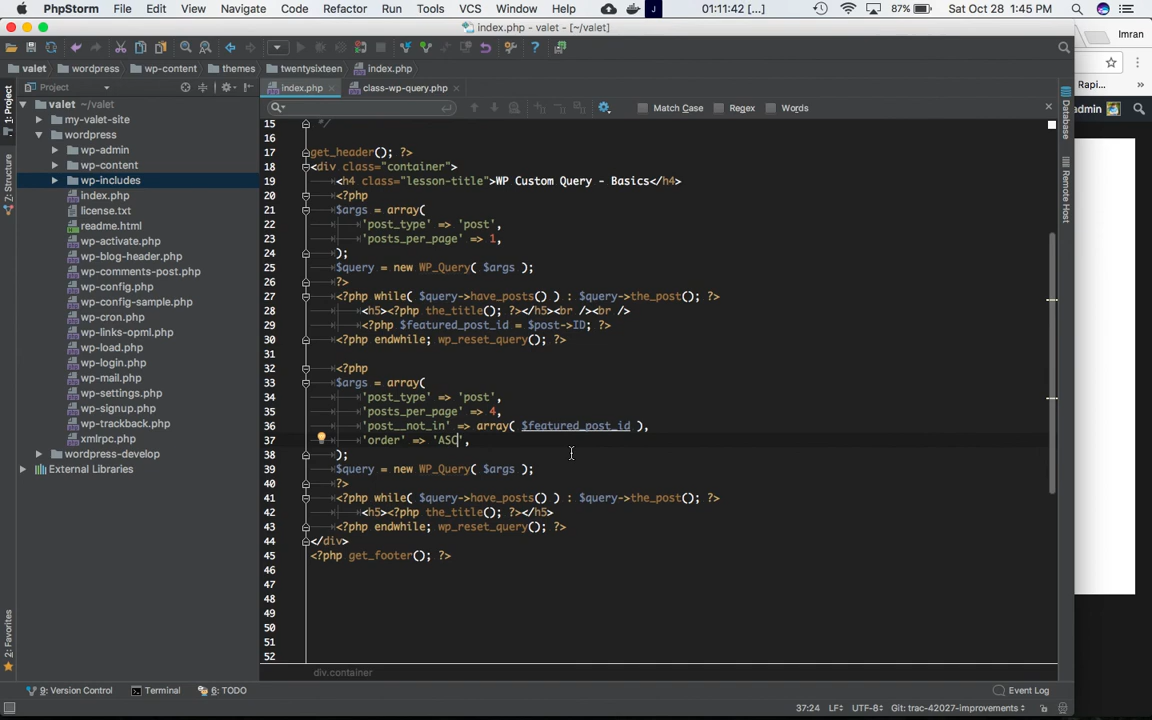 PhpStorm File Edit View Navigate Code Refactor Run Tools VCS Window Help 01:11:42 [...] 87% Sat Oct 28 1:45 PM
index.php - valet - [~/valet]
Imran
valet wordpress wp-content themes twentysixteen index.php
Rapi...
Project index.php class-wp-query.php
admin
valet ~/valet
my-valet-site
wordpress
wp-admin
wp-content
wp-includes
index.php
license.txt
readme.html
wp-activate.php
wp-blog-header.php
wp-comments-post.php
wp-config.php
wp-config-sample.php
wp-cron.php
wp-links-opml.php
wp-load.php
wp-login.php
wp-mail.php
wp-settings.php
wp-signup.php
wp-trackback.php
xmlrpc.php
wordpress-develop
External Libraries
1: Project
7: Structure
2: Favorites
Match Case Regex Words
15 */
16
17 get_header(); ?>
18 <div class="container">
19 <h4 class="lesson-title">WP Custom Query - Basics</h4>
20 <?php
21 $args = array(
22 'post_type' => 'post',
23 'posts_per_page' => 1,
24 );
25 $query = new WP_Query( $args );
26 ?>
27 <?php while( $query->have_posts() ) : $query->the_post(); ?>
28 <h5><?php the_title(); ?></h5><br /><br />
29 <?php $featured_post_id = $post->ID; ?>
30 <?php endwhile; wp_reset_query(); ?>
31
32 <?php
33 $args = array(
34 'post_type' => 'post',
35 'posts_per_page' => 4,
36 'post__not_in' => array( $featured_post_id ),
37 'order' => 'ASC',
38 );
39 $query = new WP_Query( $args );
40 ?>
41 <?php while( $query->have_posts() ) : $query->the_post(); ?>
42 <h5><?php the_title(); ?></h5>
43 <?php endwhile; wp_reset_query(); ?>
44 </div>
45 <?php get_footer(); ?>
46
47
48
49
50
51
52
Database
Remote Host
div.container
9: Version Control Terminal 6: TODO Event Log
37:24 LF÷ UTF-8÷ Git: trac-42027-improvements÷